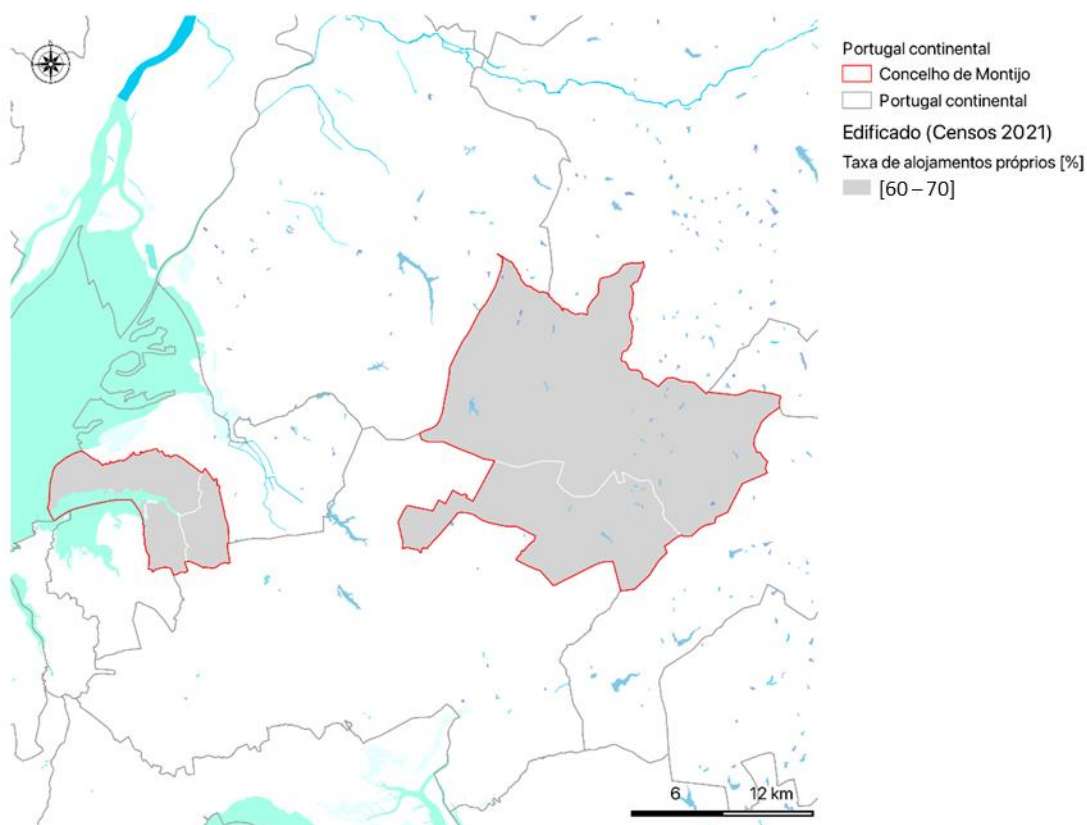 Portugal continental
Concelho de Montijo
Portugal continental
Edificado (Censos 2021)
Taxa de alojamentos próprios [%]
[60 – 70]
6 12 km